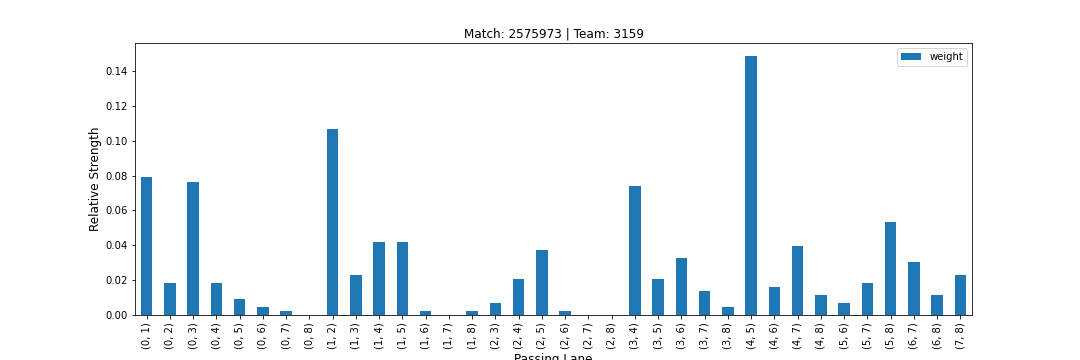 Match: 2575973 | Team: 3159
weight
Relative Strength
0.14
0.12
0.10
0.08
0.06
0.04
0.02
0.00
(0, 1) (0, 2) (0, 3) (0, 4) (0, 5) (0, 6) (0, 7) (0, 8) (1, 2) (1, 3) (1, 4) (1, 5) (1, 6) (1, 7) (1, 8) (2, 3) (2, 4) (2, 5) (2, 6) (2, 7) (2, 8) (3, 4) (3, 5) (3, 6) (3, 7) (3, 8) (4, 5) (4, 6) (4, 7) (4, 8) (5, 6) (5, 7) (5, 8) (6, 7) (6, 8) (7, 8)
Passing Lane